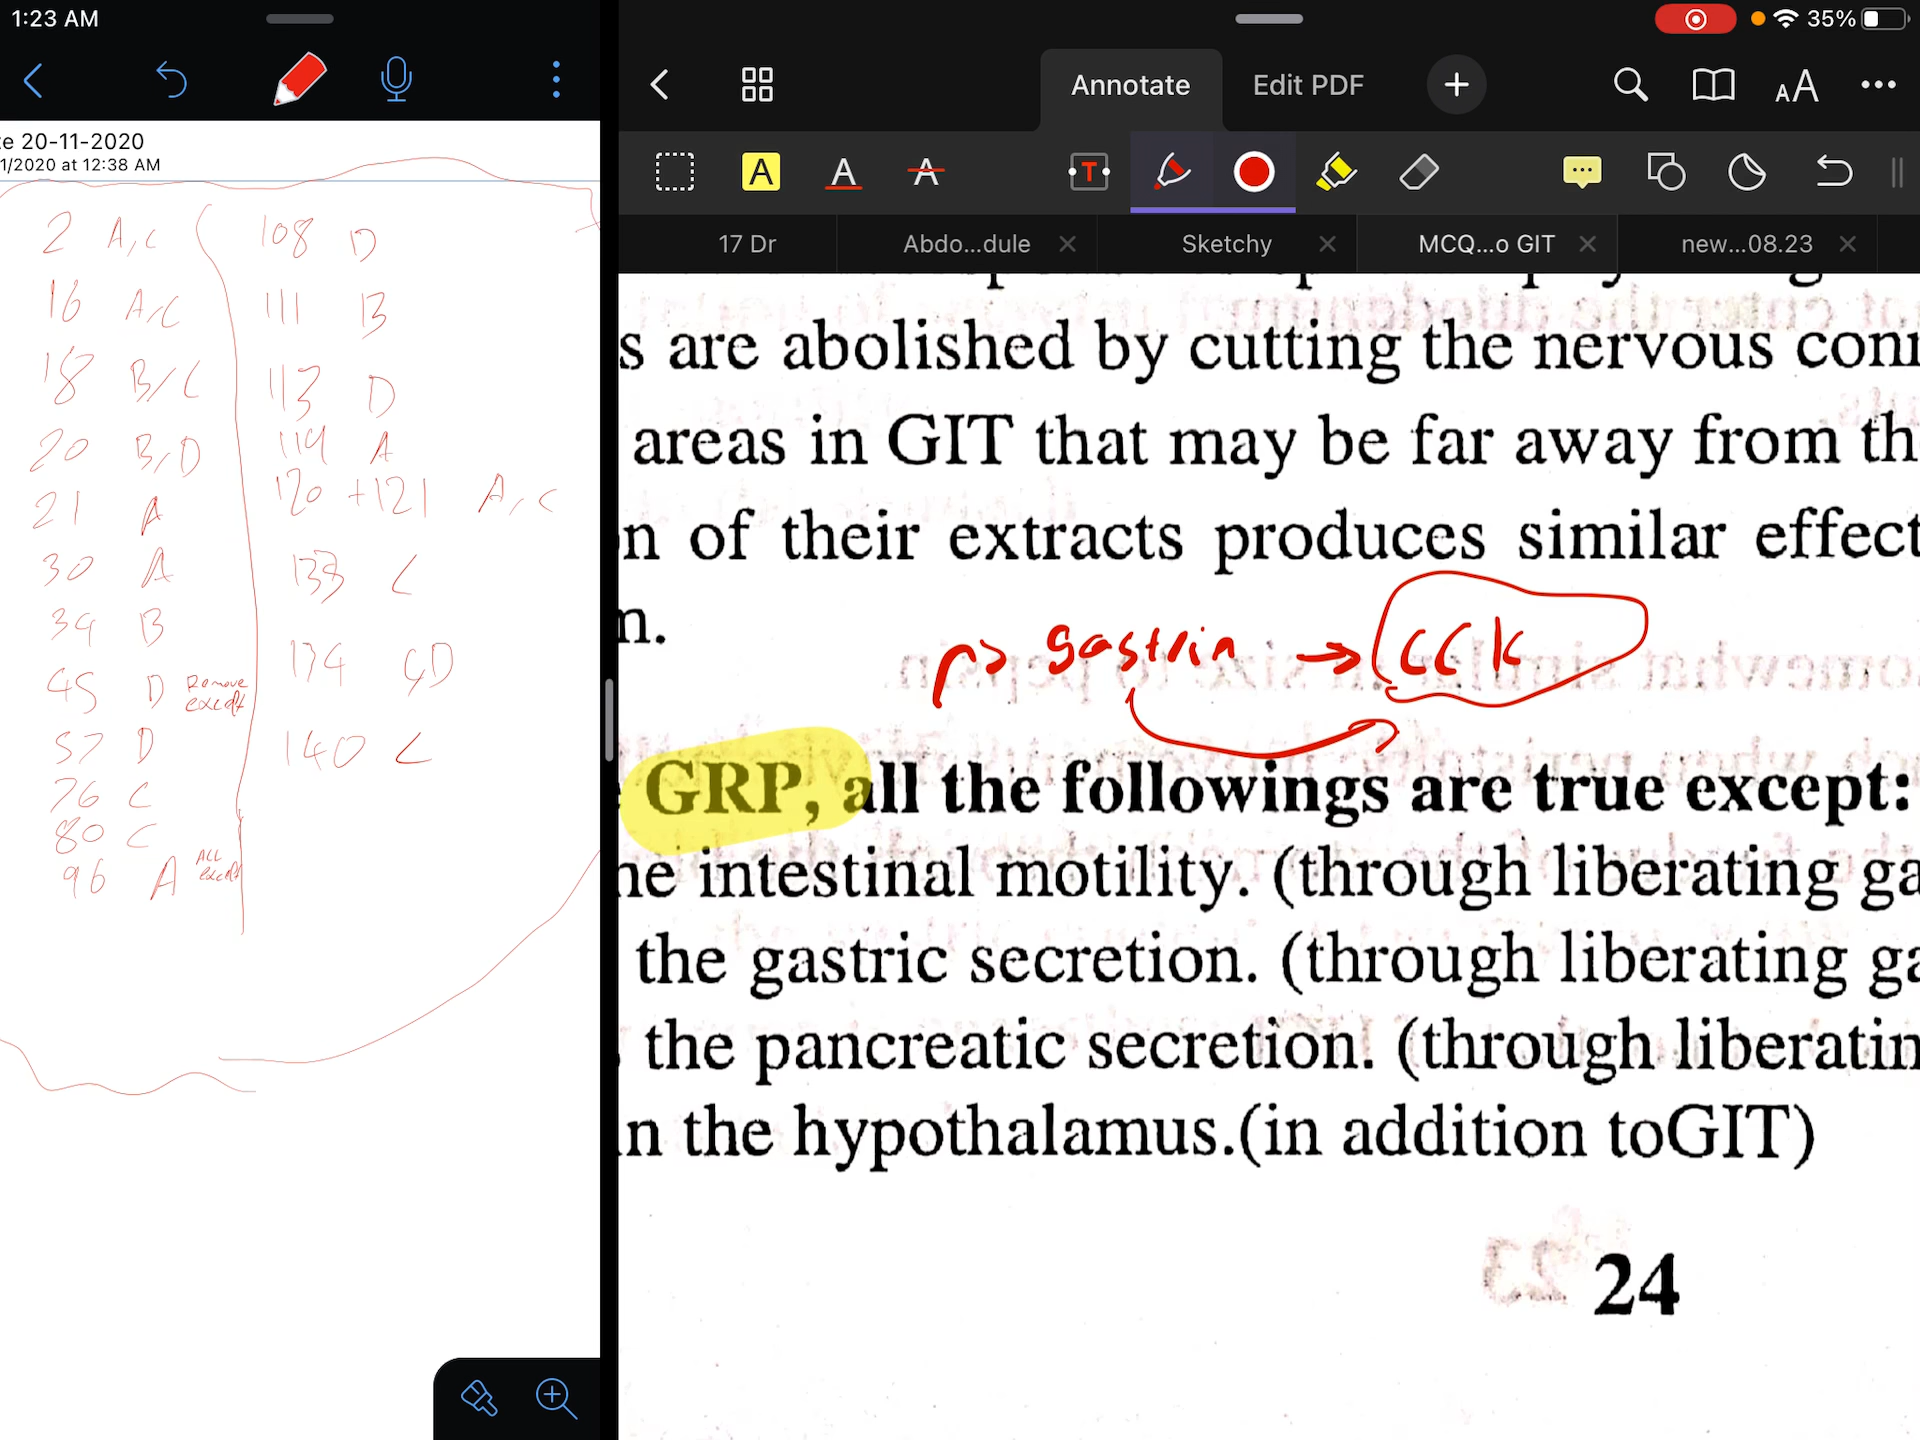 1:23 AM
35%
Annotate
Edit PDF
e 20-11-2020
1/2020 at 12:38 AM
17 Dr
Abdo...dule
Sketchy
MCQ...o GIT
new...08.23
2 A,C
16 A/C
18 B/C
20 B,D
21 A
30 A
39 B
45 D Remove except
57 D
76 C
80 C
96 A ALL except
108 D
111 B
113 D
119 A
120 +121 A,C
133 C
134 C,D
140 C
s are abolished by cutting the nervous con
areas in GIT that may be far away from th
n of their extracts produces similar effect
n.
gastrin → CCK
GRP, all the followings are true except:
he intestinal motility. (through liberating ga
the gastric secretion. (through liberating ga
the pancreatic secretion. (through liberatin
n the hypothalamus.(in addition toGIT)
24